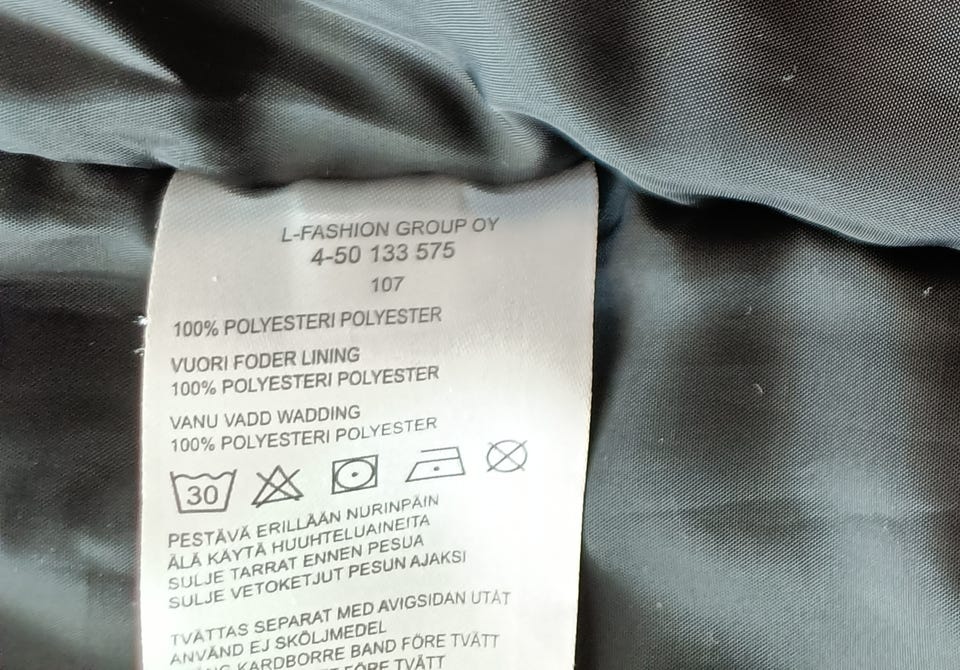 L-FASHION GROUP OY
4-50 133 575
107
100% POLYESTERI POLYESTER
VUORI FODER LINING
100% POLYESTERI POLYESTER
VANU VADD WADDING
100% POLYESTERI POLYESTER
30
PESTÄVÄ ERILLÄÄN NURINPÄIN
ÄLÄ KÄYTÄ HUUHTELUAINEITA
SULJE TARRAT ENNEN PESUA
SULJE VETOKETJUT PESUN AJAKSI
TVÄTTAS SEPARAT MED AVIGSIDAN UTÅT
ANVÄND EJ SKÖLJMEDEL
KARDBORRE BAND FÖRE TVÄTT
FÖRE TVÄTT